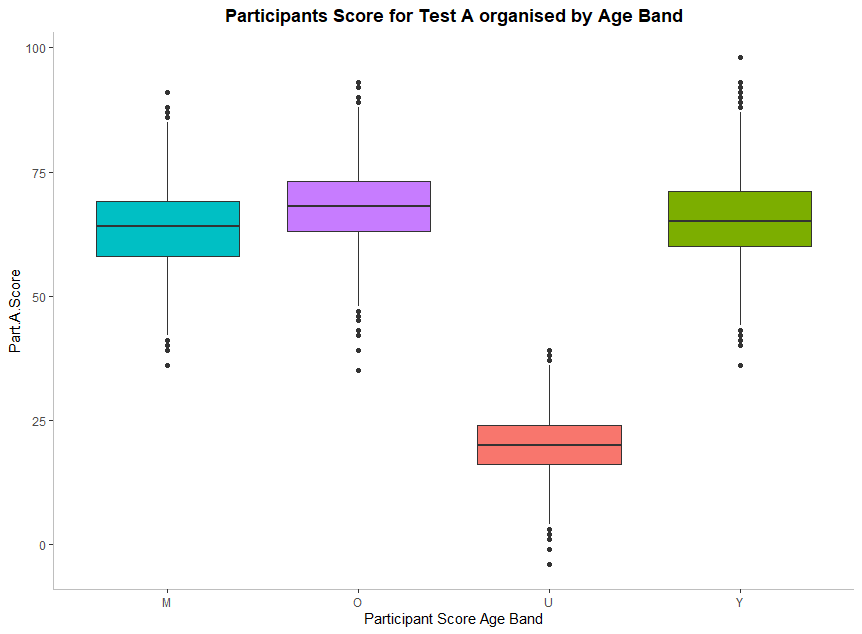 Participants Score for Test A organised by Age Band
Part.A.Score
100
75
50
25
0
M O U Y
Participant Score Age Band